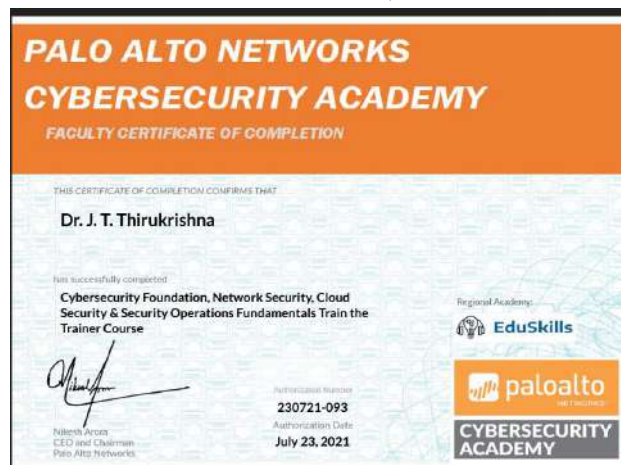 PALO ALTO NETWORKS
CYBERSECURITY ACADEMY
FACULTY CERTIFICATE OF COMPLETION
THIS CERTIFICATE OF COMPLETION CONFIRMS THAT
Dr. J. T. Thirukrishna
has successfully completed
Cybersecurity Foundation, Network Security, Cloud
Security & Security Operations Fundamentals Train the
Trainer Course
Regional Academy:
EduSkills
Authorization Number
230721-093
Authorization Date
July 23, 2021
Nikesh Arora
CEO and Chairman
Palo Alto Networks
paloalto
NETWORKS
CYBERSECURITY
ACADEMY